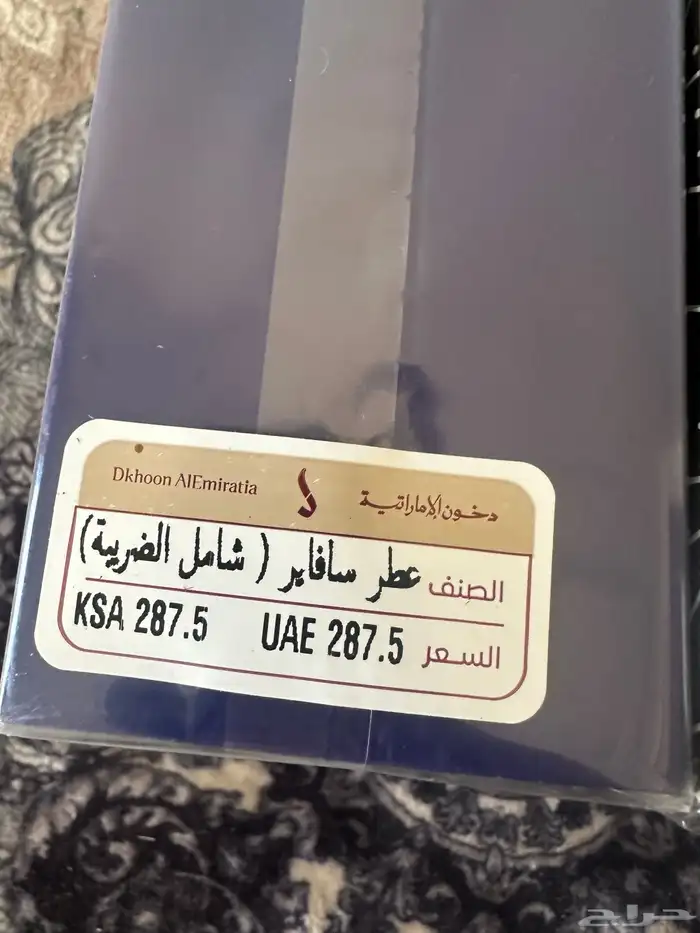 Dkhoon AlEmiratia دخون الإماراتية
الصنف عطر سافاير ( شامل الضريبة)
السعر UAE 287.5 KSA 287.5
حراج